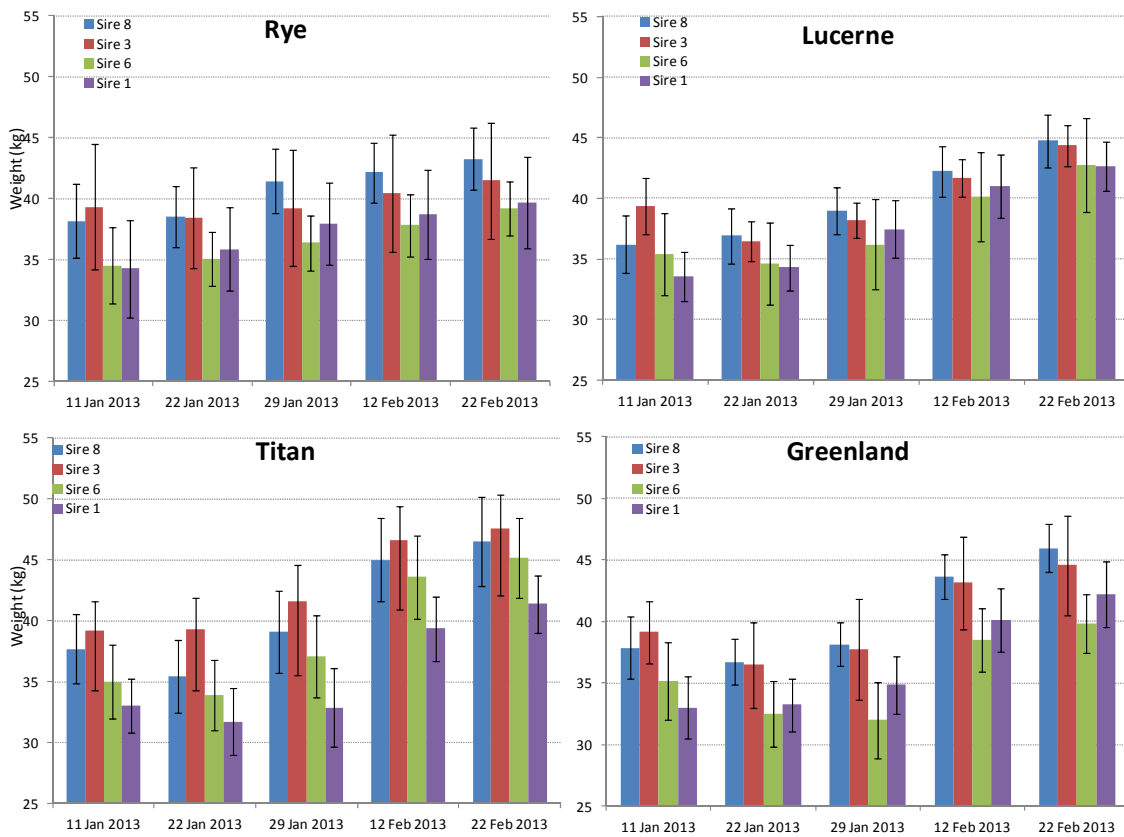 Rye
Sire 8
Sire 3
Sire 6
Sire 1
Weight (kg)
55
50
45
40
35
30
25
11 Jan 2013 22 Jan 2013 29 Jan 2013 12 Feb 2013 22 Feb 2013
Lucerne
Sire 8
Sire 3
Sire 6
Sire 1
55
50
45
40
35
30
25
11 Jan 2013 22 Jan 2013 29 Jan 2013 12 Feb 2013 22 Feb 2013
Titan
Sire 8
Sire 3
Sire 6
Sire 1
Weight (kg)
55
50
45
40
35
30
25
11 Jan 2013 22 Jan 2013 29 Jan 2013 12 Feb 2013 22 Feb 2013
Greenland
Sire 8
Sire 3
Sire 6
Sire 1
55
50
45
40
35
30
25
11 Jan 2013 22 Jan 2013 29 Jan 2013 12 Feb 2013 22 Feb 2013